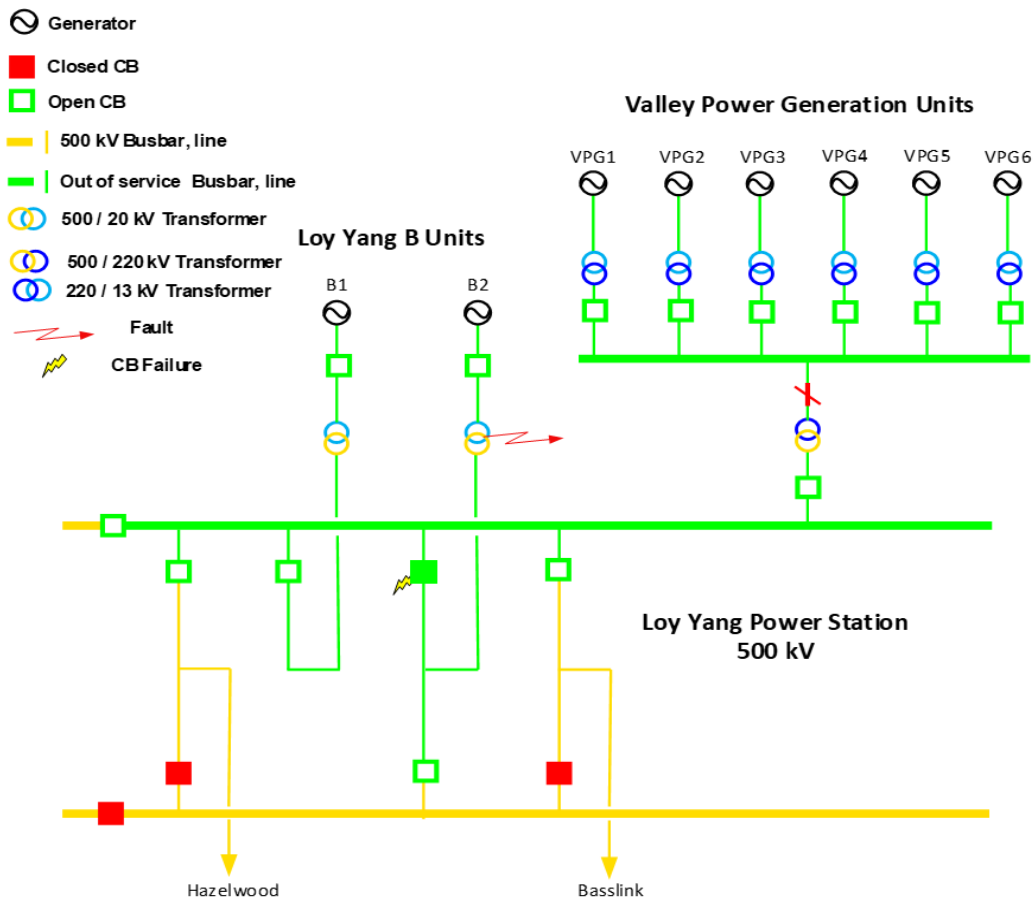 Generator
Closed CB
Open CB
500 kV Busbar, line
Out of service Busbar, line
500 / 20 kV Transformer
500 / 220 kV Transformer
220 / 13 kV Transformer
Fault
CB Failure
Valley Power Generation Units
VPG1 VPG2 VPG3 VPG4 VPG5 VPG6
Loy Yang B Units
B1 B2
Loy Yang Power Station
500 kV
Hazelwood
Basslink